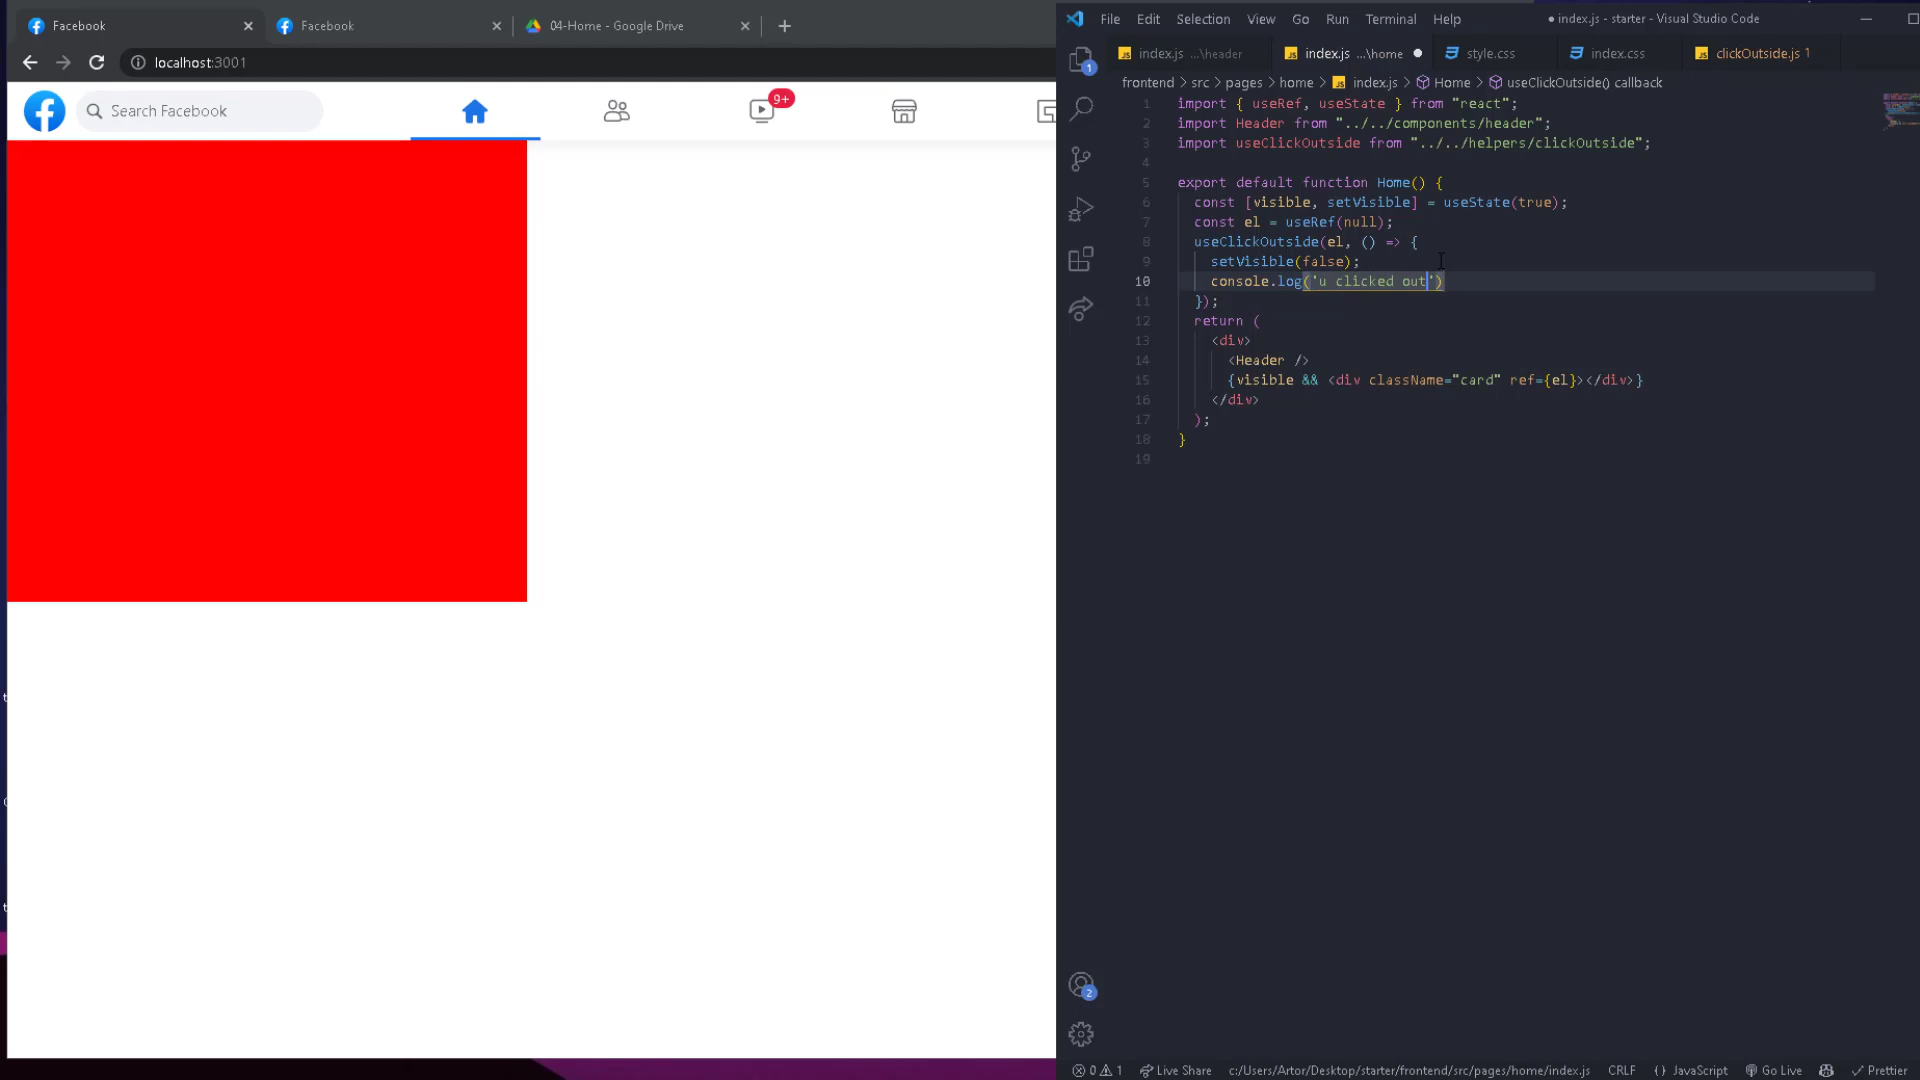 Facebook
Facebook
04-Home - Google Drive
localhost:3001
Search Facebook
9+
File Edit Selection View Go Run Terminal Help
● index.js - starter - Visual Studio Code
index.js ...\header
index.js ...\home
style.css
index.css
clickOutside.js 1
frontend > src > pages > home > index.js > Home > useClickOutside() callback
1 import { useRef, useState } from "react";
2 import Header from "../../components/header";
3 import useClickOutside from "../../helpers/clickOutside";
4
5 export default function Home() {
6 const [visible, setVisible] = useState(true);
7 const el = useRef(null);
8 useClickOutside(el, () => {
9 setVisible(false);
10 console.log('u clicked out')
11 });
12 return (
13 <div>
14 <Header />
15 {visible && <div className="card" ref={el}></div>}
16 </div>
17 );
18 }
19
1
2
0 1 Live Share c:/Users/Artor/Desktop/starter/frontend/src/pages/home/index.js CRLF { } JavaScript Go Live Prettier